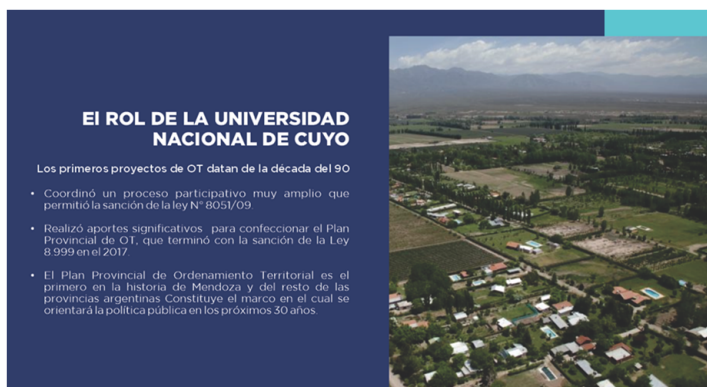 El ROL DE LA UNIVERSIDAD
NACIONAL DE CUYO
Los primeros proyectos de OT datan de la década del 90
• Coordinó un proceso participativo muy amplio que
permitió la sanción de la ley N° 8051/09.
• Realizó aportes significativos para confeccionar el Plan
Provincial de OT, que terminó con la sanción de la Ley
8.999 en el 2017.
• El Plan Provincial de Ordenamiento Territorial es el
primero en la historia de Mendoza y del resto de las
provincias argentinas Constituye el marco en el cual se
orientará la política pública en los próximos 30 años.